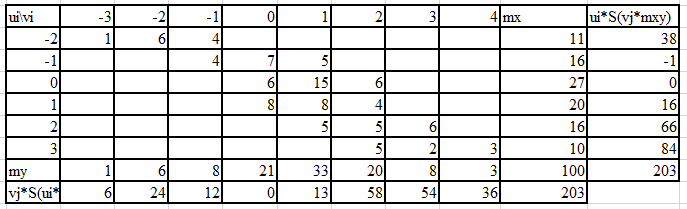 ui\vi -3 -2 -1 0 1 2 3 4 mx ui*S(vj*mxy)
-2 1 6 4 11 38
-1 4 7 5 16 -1
0 6 15 6 27 0
1 8 8 4 20 16
2 5 5 6 16 66
3 5 2 3 10 84
my 1 6 8 21 33 20 8 3 100 203
vj*S(ui* 6 24 12 0 13 58 54 36 203